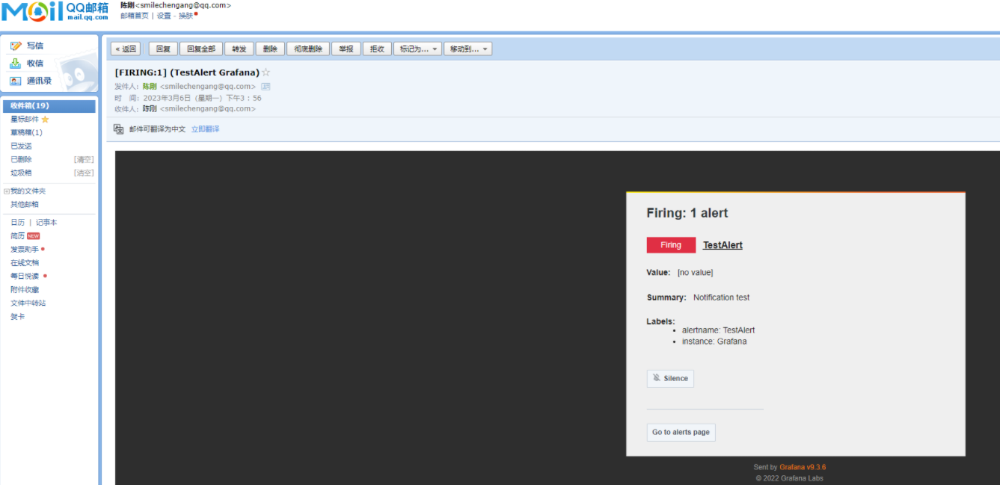 Mail QQ邮箱 mail.qq.com
陈刚<smilechengang@qq.com>
邮箱首页 | 设置 - 换肤
写信
收信
通讯录
收件箱(19)
星标邮件
草稿箱(1)
已发送
已删除 [清空]
垃圾箱 [清空]
我的文件夹
其他邮箱
日历 | 记事本
简历 NEW
发票助手
在线文档
每日悦读
附件收藏
文件中转站
贺卡
« 返回 回复 回复全部 转发 删除 彻底删除 举报 拒收 标记为... 移动到...
[FIRING:1] (TestAlert Grafana)
发件人: 陈刚 <smilechengang@qq.com>
时 间: 2023年3月6日 (星期一) 下午3:56
收件人: 陈刚 <smilechengang@qq.com>
邮件可翻译为中文 立即翻译
Firing: 1 alert
Firing TestAlert
Value: [no value]
Summary: Notification test
Labels:
• alertname: TestAlert
• instance: Grafana
Silence
Go to alerts page
Sent by Grafana v9.3.6
© 2022 Grafana Labs